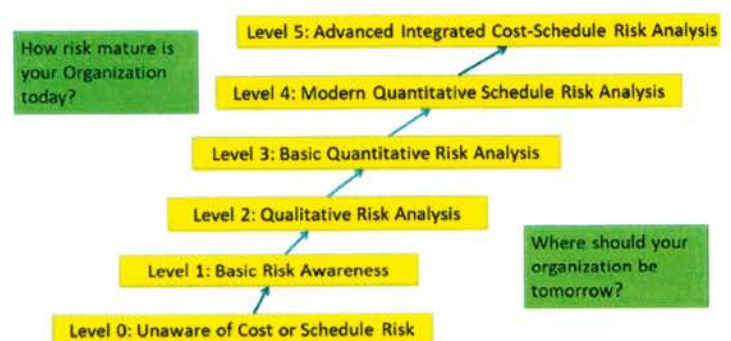 Level 5: Advanced Integrated Cost-Schedule Risk Analysis
How risk mature is
your Organization
today?
Level 4: Modern Quantitative Schedule Risk Analysis
Level 3: Basic Quantitative Risk Analysis
Level 2: Qualitative Risk Analysis
Where should your
organization be
tomorrow?
Level 1: Basic Risk Awareness
Level 0: Unaware of Cost or Schedule Risk